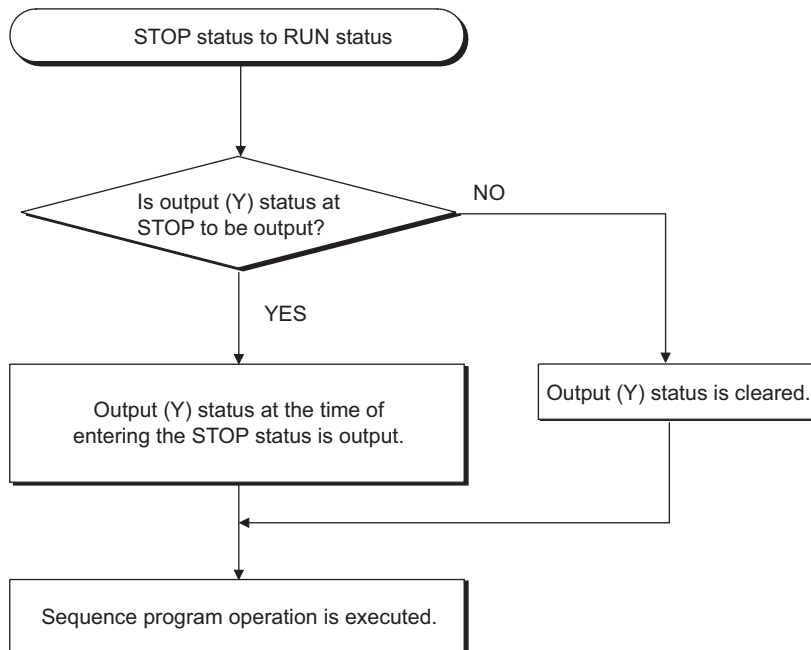 STOP status to RUN status
Is output (Y) status at
STOP to be output?
NO
YES
Output (Y) status at the time of
entering the STOP status is output.
Output (Y) status is cleared.
Sequence program operation is executed.